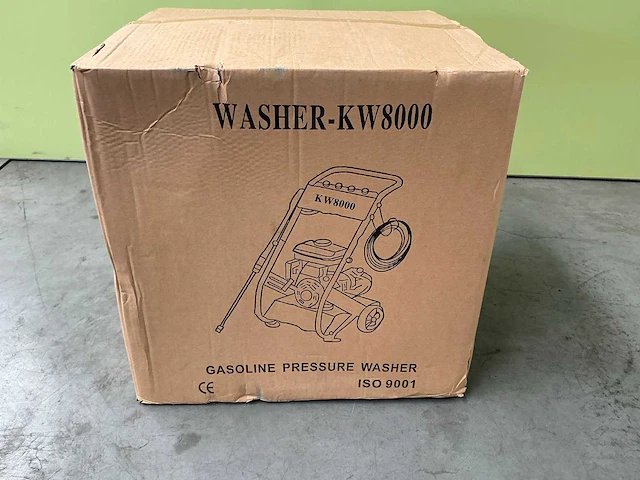 WASHER-KW8000
KW8000
GASOLINE PRESSURE WASHER
CE ISO 9001